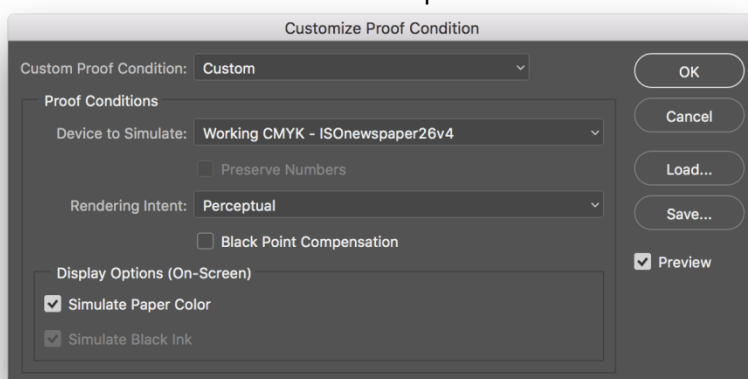 Customize Proof Condition
Custom Proof Condition: Custom
OK
Proof Conditions
Cancel
Device to Simulate: Working CMYK - ISOnewspaper26v4
Preserve Numbers
Load...
Rendering Intent: Perceptual
Save...
Black Point Compensation
Preview
Display Options (On-Screen)
Simulate Paper Color
Simulate Black Ink